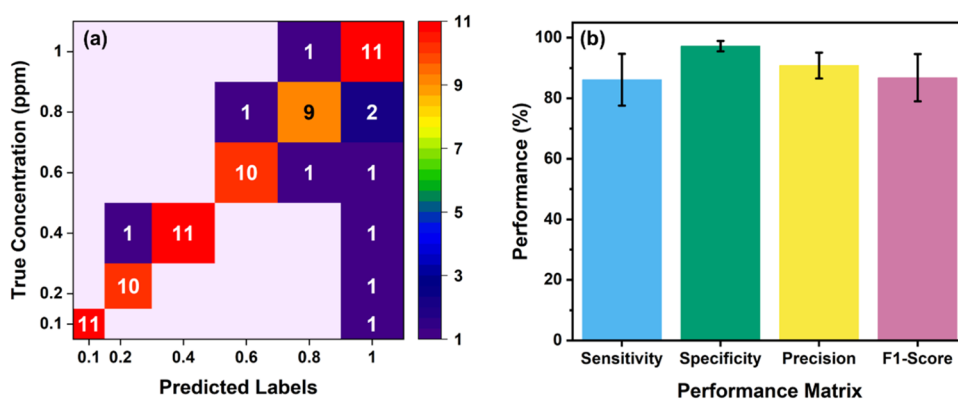 (a)
True Concentration (ppm)
1
0.8
0.6
0.4
0.2
0.1
1 11
1 9 2
10 1 1
1 11 1
10 1
11 1
0.1 0.2 0.4 0.6 0.8 1
Predicted Labels
11
9
7
5
3
1
(b)
Performance (%)
100
80
60
40
20
0
Sensitivity Specificity Precision F1-Score
Performance Matrix